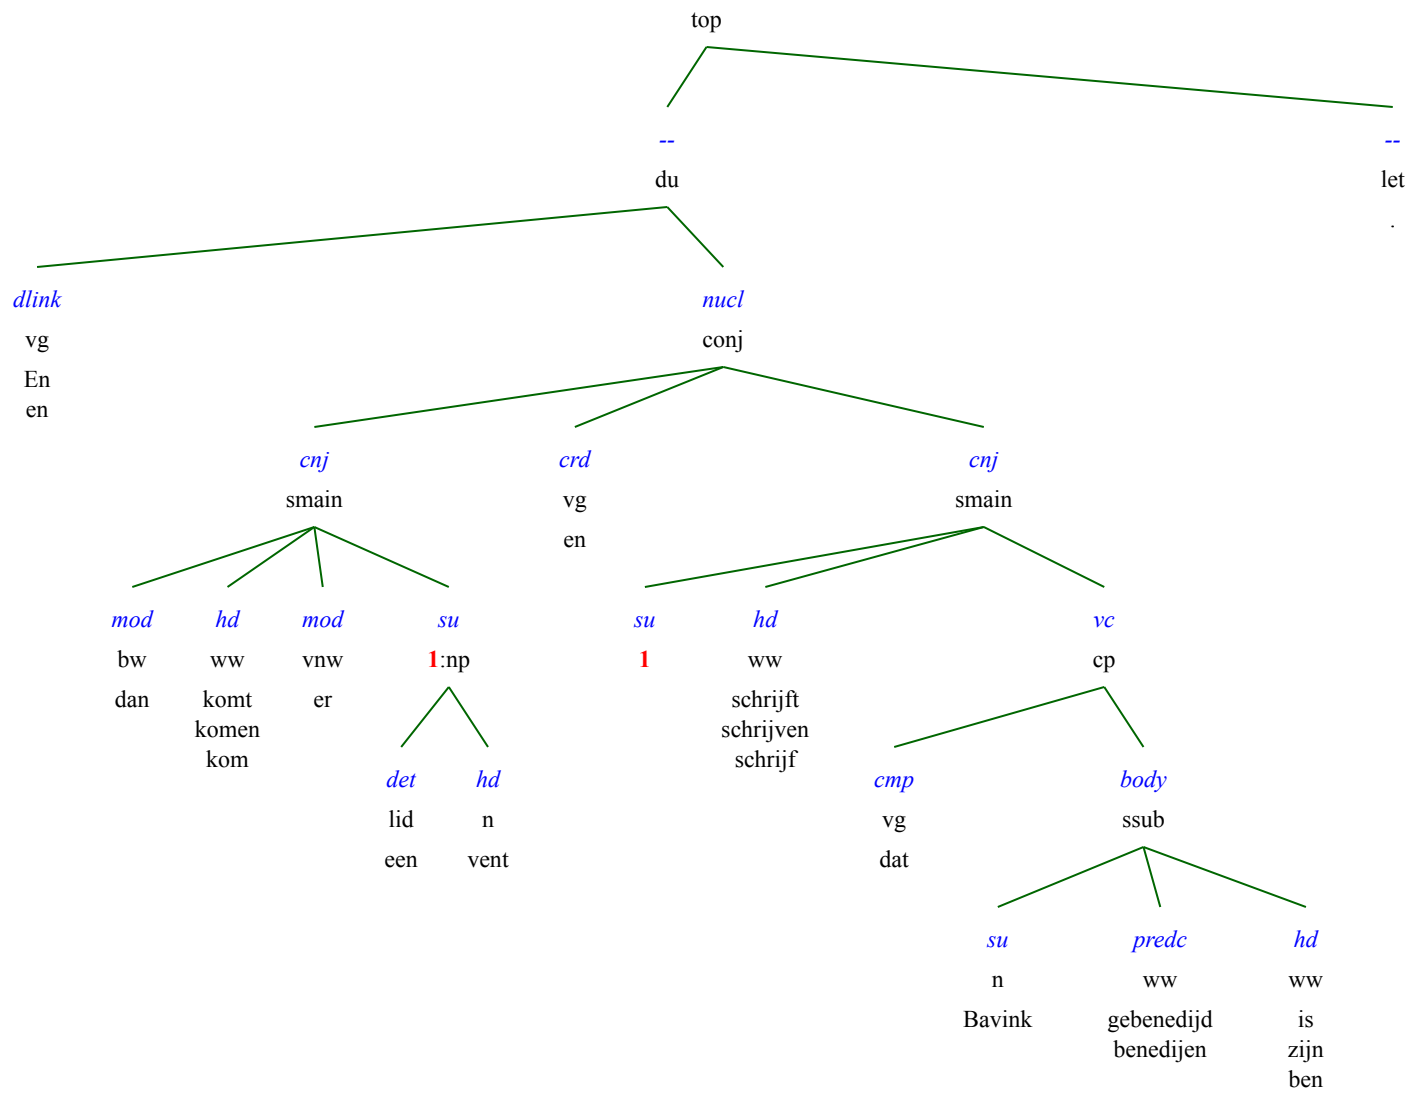 top
-- --
du let
.
dlink nucl
vg conj
En
en
cnj crd cnj
smain vg smain
en
mod hd mod su su hd vc
bw ww vnw 1:np 1 ww cp
dan komt er schrijft
komen schrijven
kom schrijf
det hd cmp body
lid n vg ssub
een vent dat
su predc hd
n ww ww
Bavink gebenedijd is
benedijen zijn
ben